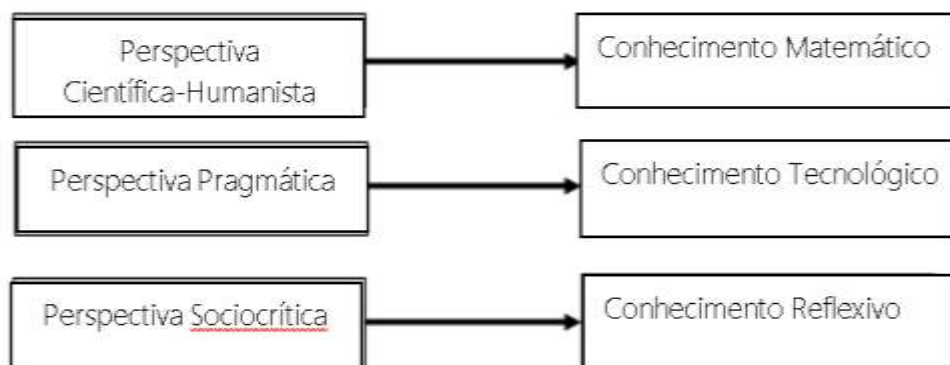 Perspectiva
Científica-Humanista
Conhecimento Matemático
Perspectiva Pragmática
Conhecimento Tecnológico
Perspectiva Sociocrítica
Conhecimento Reflexivo